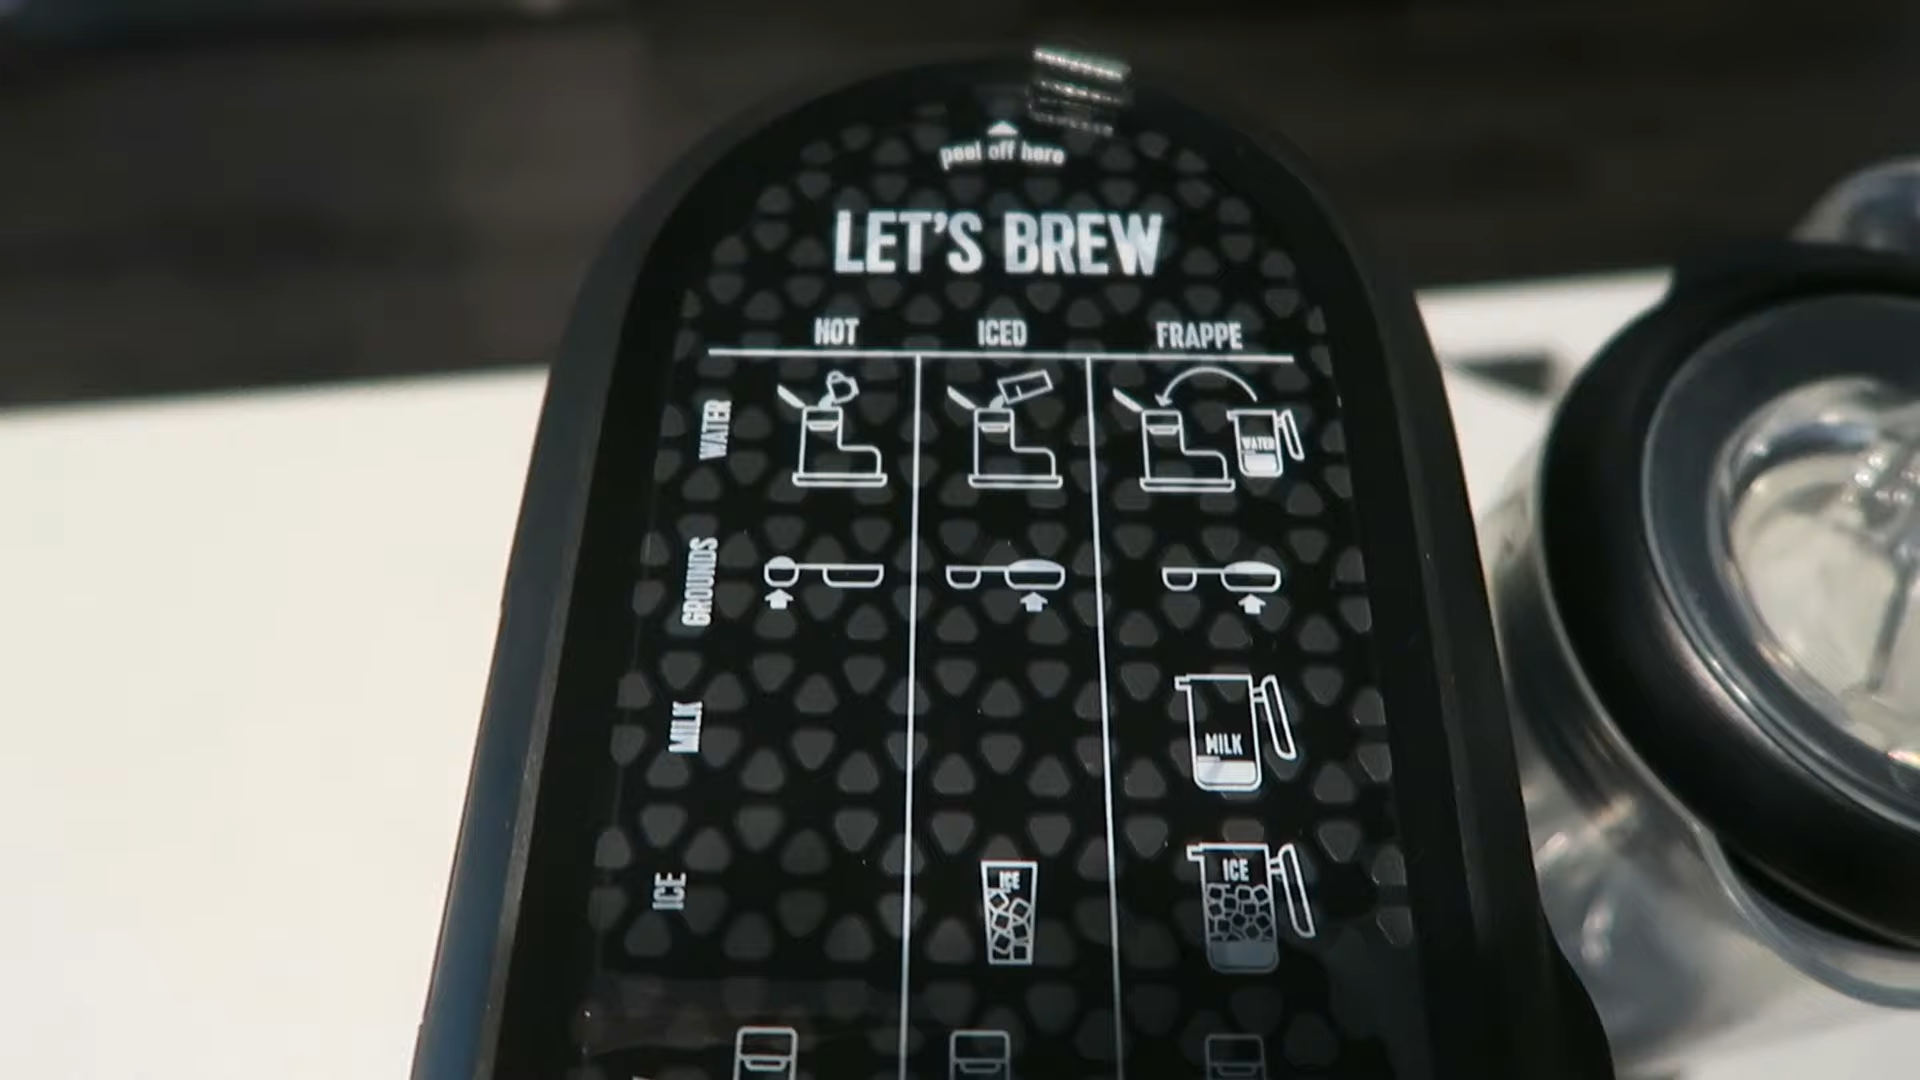 peel off here
LET'S BREW
HOT ICED FRAPPE
WATER
WATER
GROUNDS
MILK
MILK
ICE
ICE
ICE